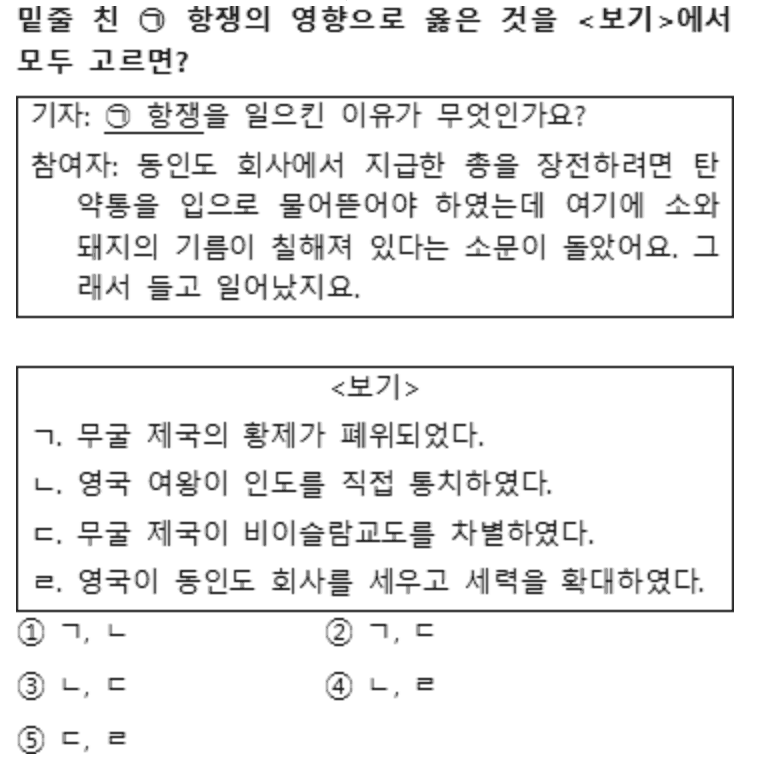 밑줄 친 ㉠ 항쟁의 영향으로 옳은 것을 <보기>에서
모두 고르면?
기자: ㉠ 항쟁을 일으킨 이유가 무엇인가요?
참여자: 동인도 회사에서 지급한 총을 장전하려면 탄
약통을 입으로 물어뜯어야 하였는데 여기에 소와
돼지의 기름이 칠해져 있다는 소문이 돌았어요. 그
래서 들고 일어났지요.
<보기>
ㄱ. 무굴 제국의 황제가 폐위되었다.
ㄴ. 영국 여왕이 인도를 직접 통치하였다.
ㄷ. 무굴 제국이 비이슬람교도를 차별하였다.
ㄹ. 영국이 동인도 회사를 세우고 세력을 확대하였다.
① ㄱ, ㄴ ② ㄱ, ㄷ
③ ㄴ, ㄷ ④ ㄴ, ㄹ
⑤ ㄷ, ㄹ